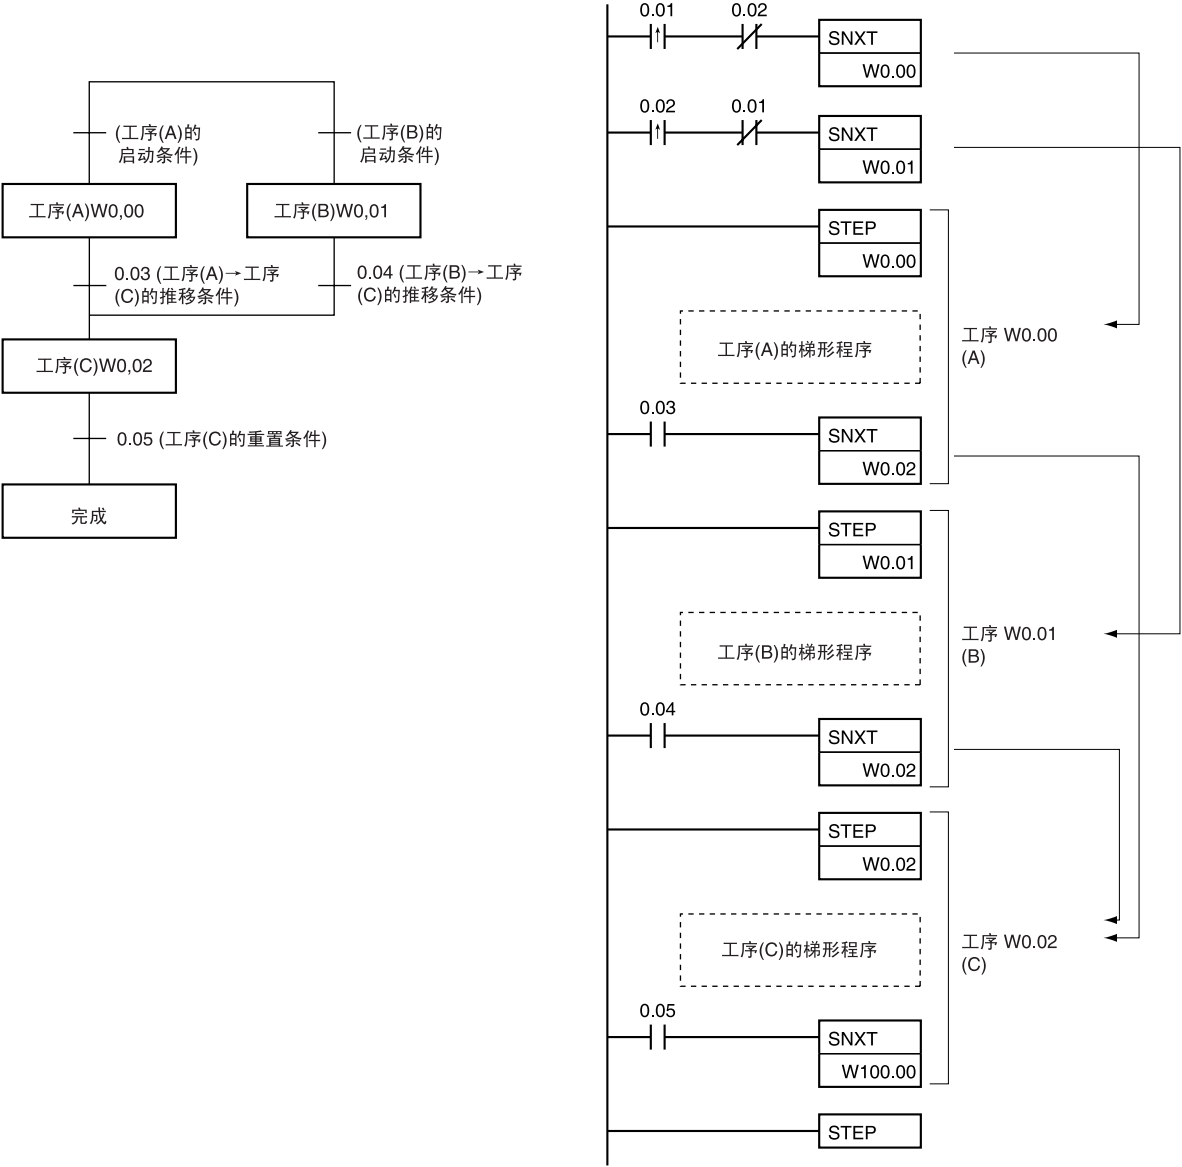 (工序(A)的
启动条件)
(工序(B)的
启动条件)
工序(A)W0,00
工序(B)W0,01
0.03 (工序(A)→工序
(C)的推移条件)
0.04 (工序(B)→工序
(C)的推移条件)
工序(C)W0,02
0.05 (工序(C)的重置条件)
完成
0.01
0.02
SNXT
W0.00
0.02
0.01
SNXT
W0.01
STEP
W0.00
工序(A)的梯形程序
工序 W0.00
(A)
0.03
SNXT
W0.02
STEP
W0.01
工序(B)的梯形程序
工序 W0.01
(B)
0.04
SNXT
W0.02
STEP
W0.02
工序(C)的梯形程序
工序 W0.02
(C)
0.05
SNXT
W100.00
STEP